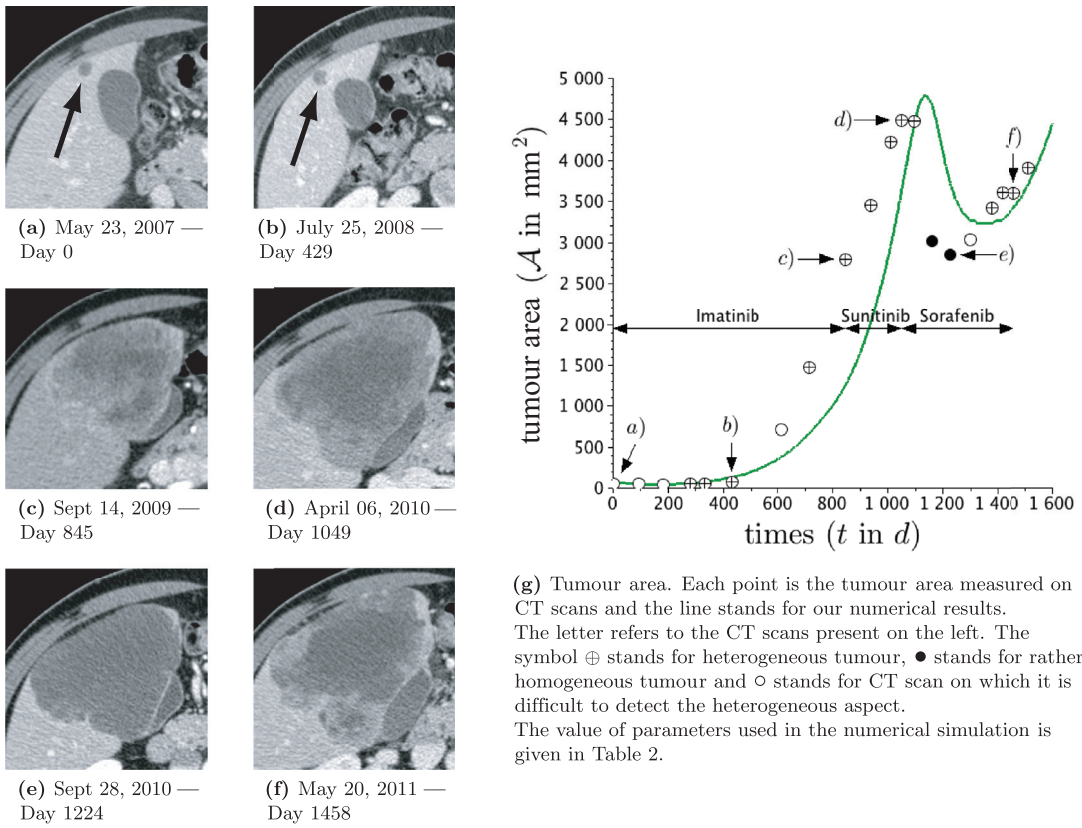 (a) May 23, 2007 —
Day 0
(b) July 25, 2008 —
Day 429
(c) Sept 14, 2009 —
Day 845
(d) April 06, 2010 —
Day 1049
(e) Sept 28, 2010 —
Day 1224
(f) May 20, 2011 —
Day 1458
tumour area (𝒜 in mm²)
5 000
4 500
4 000
3 500
3 000
2 500
2 000
1 500
1 000
500
0
d)
f)
c)
e)
Imatinib
Sunitinib
Sorafenib
a)
b)
0 200 400 600 800 1 000 1 200 1 400 1 600
times (t in d)
(g) Tumour area. Each point is the tumour area measured on
CT scans and the line stands for our numerical results.
The letter refers to the CT scans present on the left. The
symbol ⊕ stands for heterogeneous tumour, ● stands for rather
homogeneous tumour and ○ stands for CT scan on which it is
difficult to detect the heterogeneous aspect.
The value of parameters used in the numerical simulation is
given in Table 2.